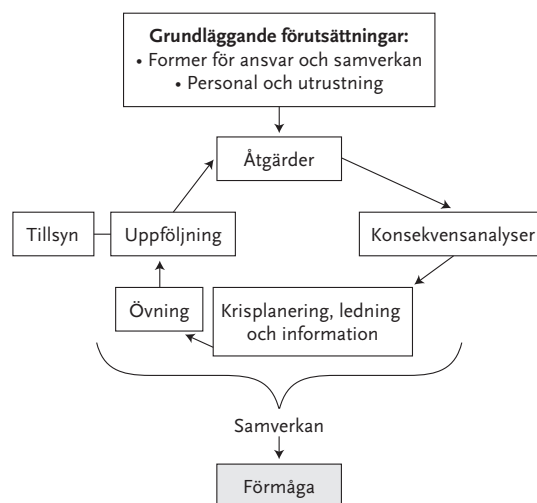 Grundläggande förutsättningar:
• Former för ansvar och samverkan
• Personal och utrustning
Åtgärder
Tillsyn
Uppföljning
Konsekvensanalyser
Övning
Krisplanering, ledning
och information
Samverkan
Förmåga